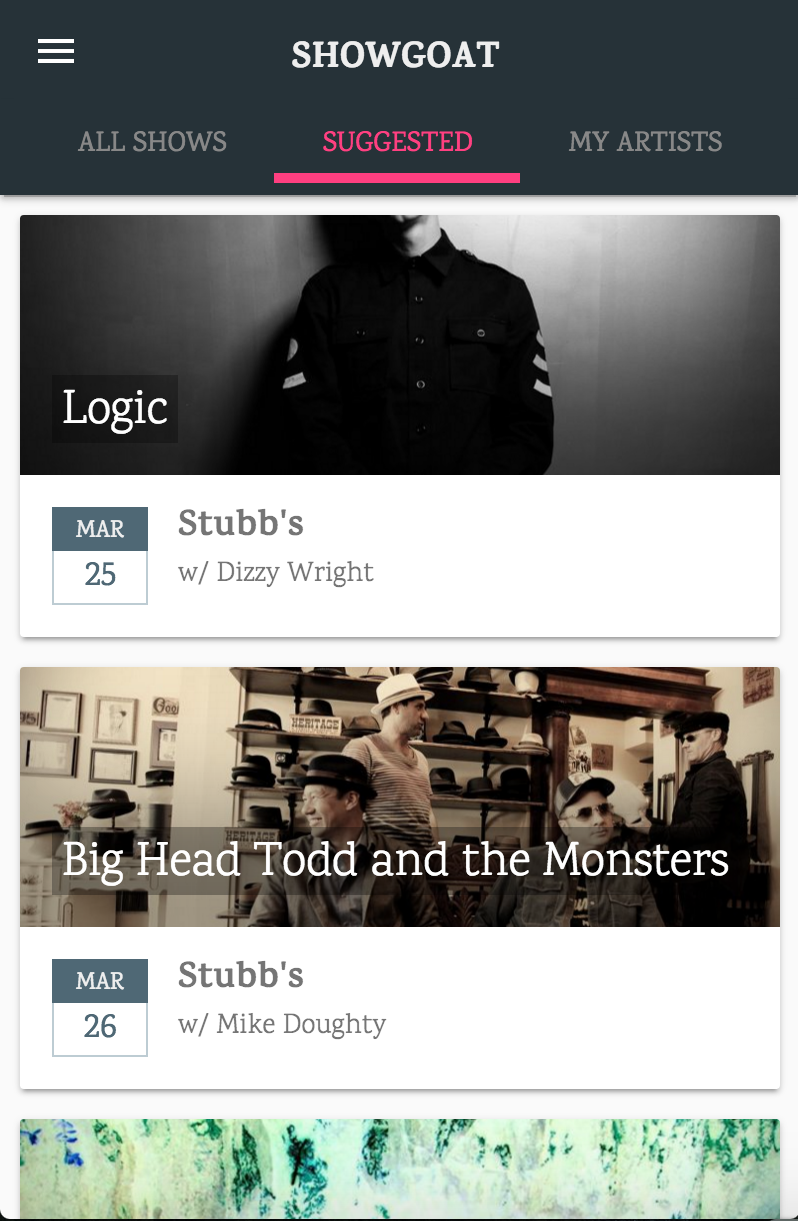 SHOWGOAT
ALL SHOWS SUGGESTED MY ARTISTS
Logic
MAR
25
Stubb's
w/ Dizzy Wright
HERITAGE
HERITAGE
Big Head Todd and the Monsters
MAR
26
Stubb's
w/ Mike Doughty